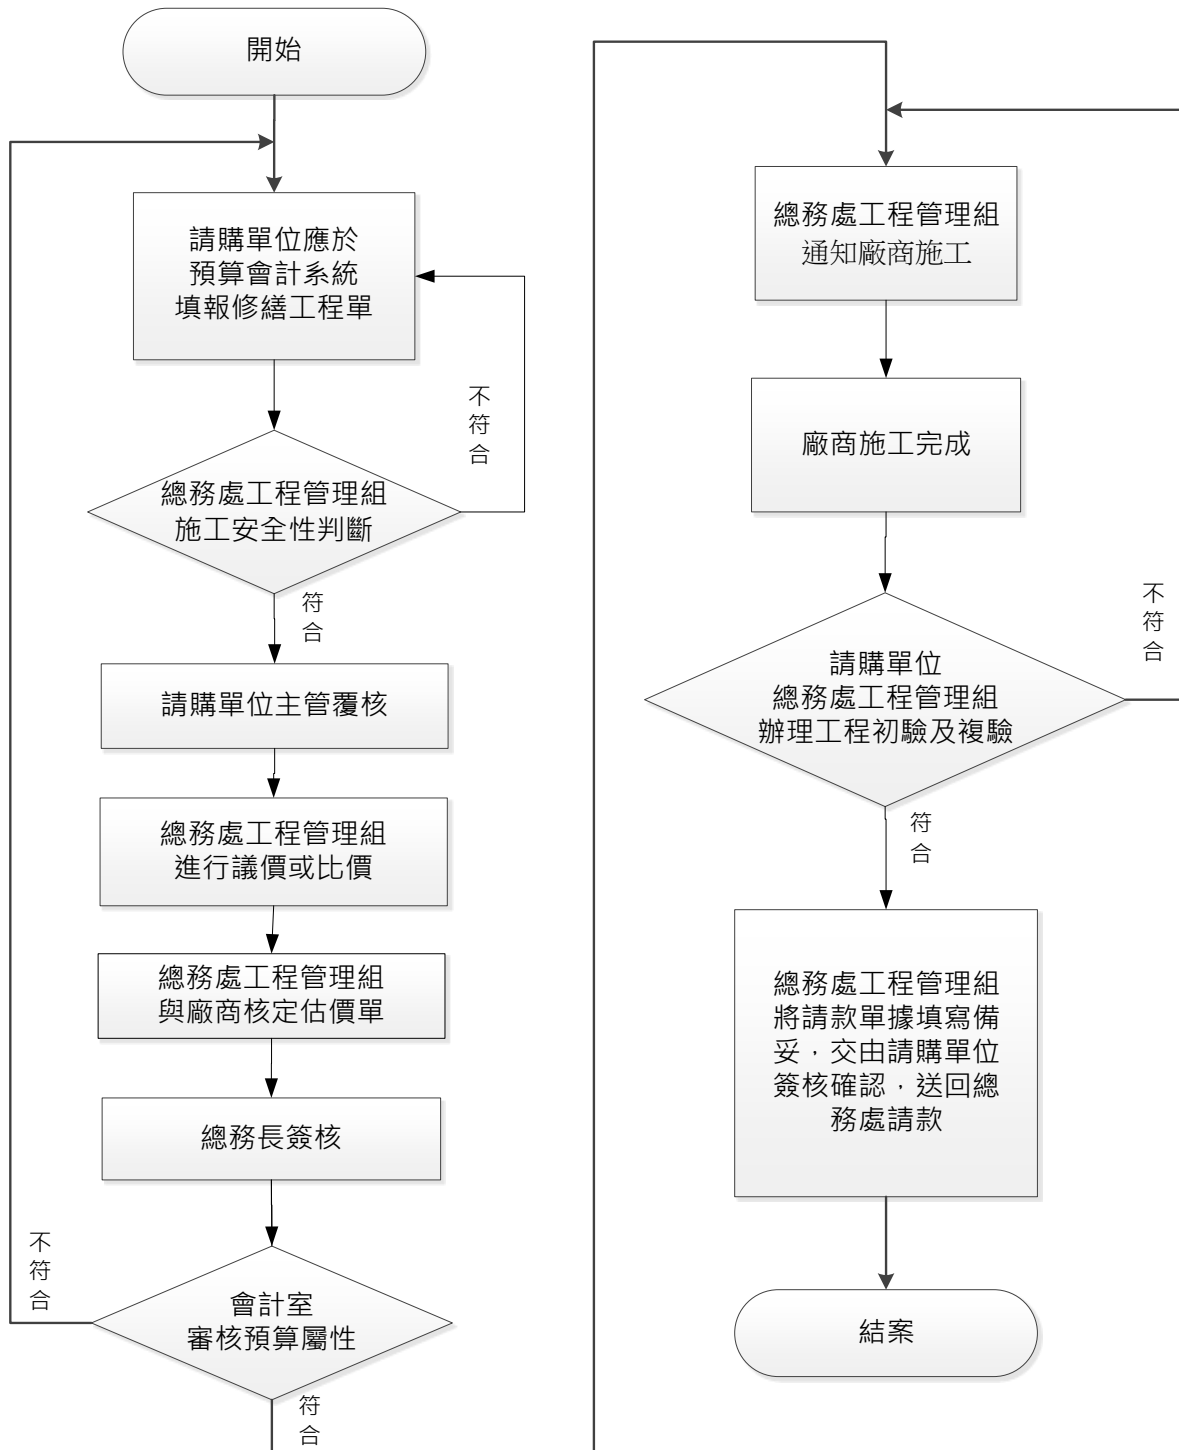 開始
請購單位應於
預算會計系統
填報修繕工程單
不
符
合
總務處工程管理組
施工安全性判斷
符
合
請購單位主管覆核
總務處工程管理組
進行議價或比價
總務處工程管理組
與廠商核定估價單
總務長簽核
不
符
合
會計室
審核預算屬性
符
合
總務處工程管理組
通知廠商施工
廠商施工完成
不
符
合
請購單位
總務處工程管理組
辦理工程初驗及複驗
符
合
總務處工程管理組
將請款單據填寫備
妥，交由請購單位
簽核確認，送回總
務處請款
結案